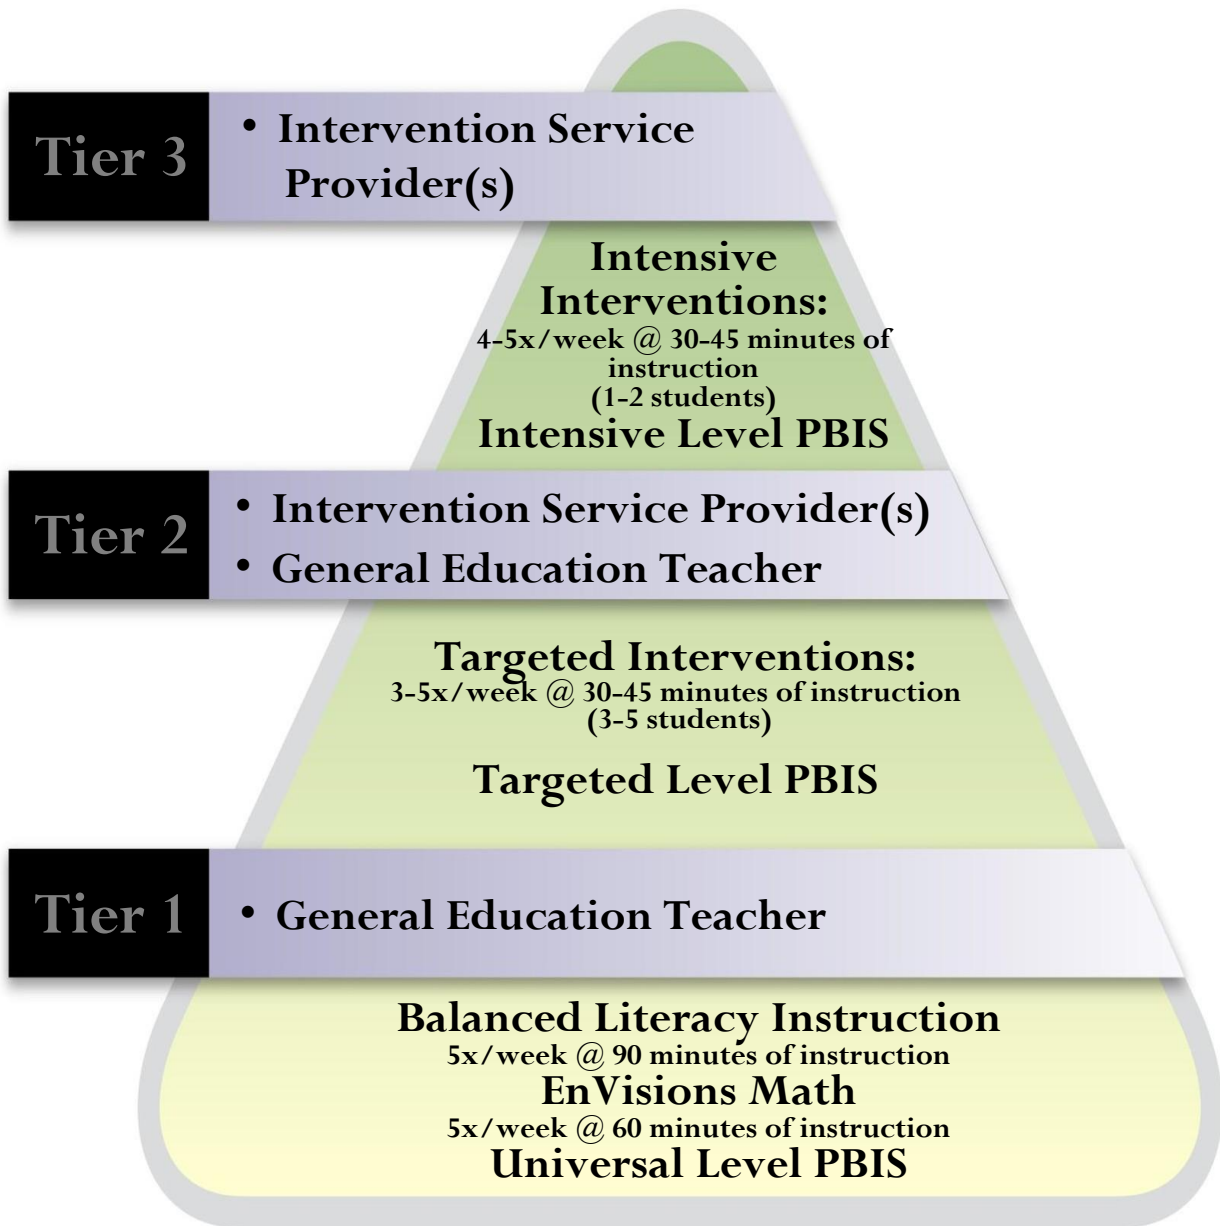 Tier 3
• Intervention Service
Provider(s)
Intensive
Interventions:
4-5x/week @ 30-45 minutes of
instruction
(1-2 students)
Intensive Level PBIS
Tier 2
• Intervention Service Provider(s)
• General Education Teacher
Targeted Interventions:
3-5x/week @ 30-45 minutes of instruction
(3-5 students)
Targeted Level PBIS
Tier 1
• General Education Teacher
Balanced Literacy Instruction
5x/week @ 90 minutes of instruction
EnVisions Math
5x/week @ 60 minutes of instruction
Universal Level PBIS